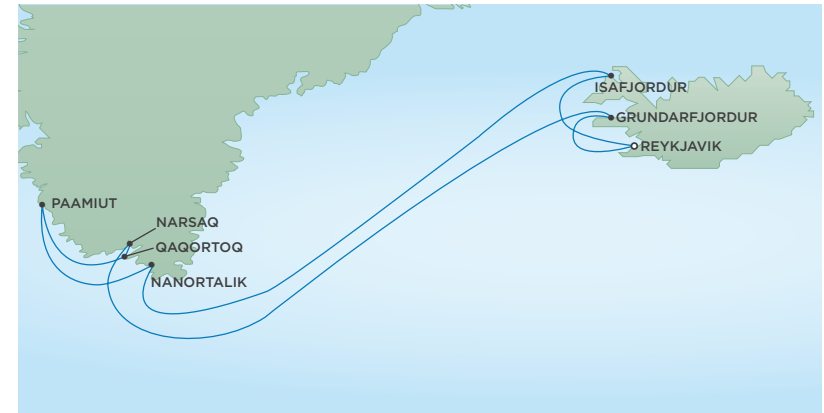 ISAFJORDUR
GRUNDARFJORDUR
REYKJAVIK
PAAMIUT
NARSAQ
QAQORTOQ
NANORTALIK